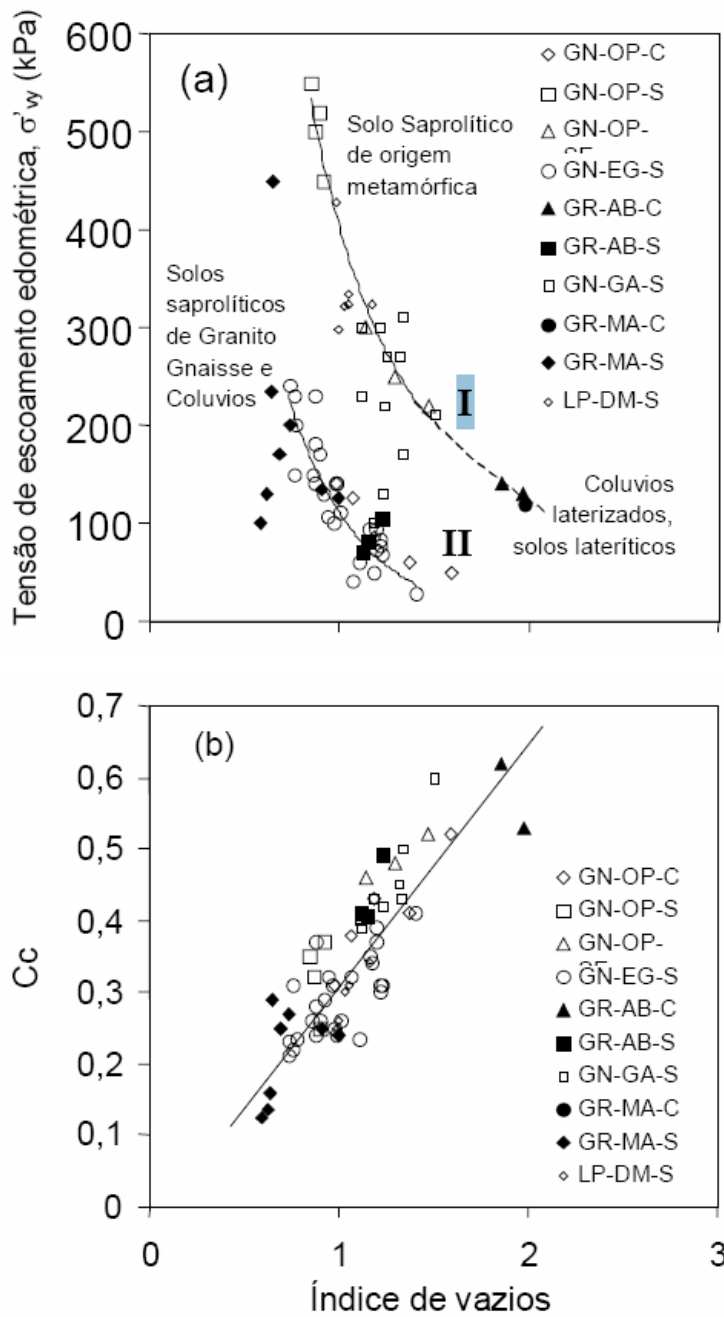 Tensão de escoamento edométrica, σ'vy (kPa)
600
500
400
300
200
100
0
(a)
Solo Saprolítico
de origem
metamórfica
Solos
saprolíticos
de Granito
Gnaisse e
Coluvios
I
II
Coluvios
laterizados,
solos lateríticos
GN-OP-C
GN-OP-S
GN-OP-
GN-EG-S
GR-AB-C
GR-AB-S
GN-GA-S
GR-MA-C
GR-MA-S
LP-DM-S
Cc
0,7
0,6
0,5
0,4
0,3
0,2
0,1
0
(b)
GN-OP-C
GN-OP-S
GN-OP-
GN-EG-S
GR-AB-C
GR-AB-S
GN-GA-S
GR-MA-C
GR-MA-S
LP-DM-S
0 1 2 3
Índice de vazios